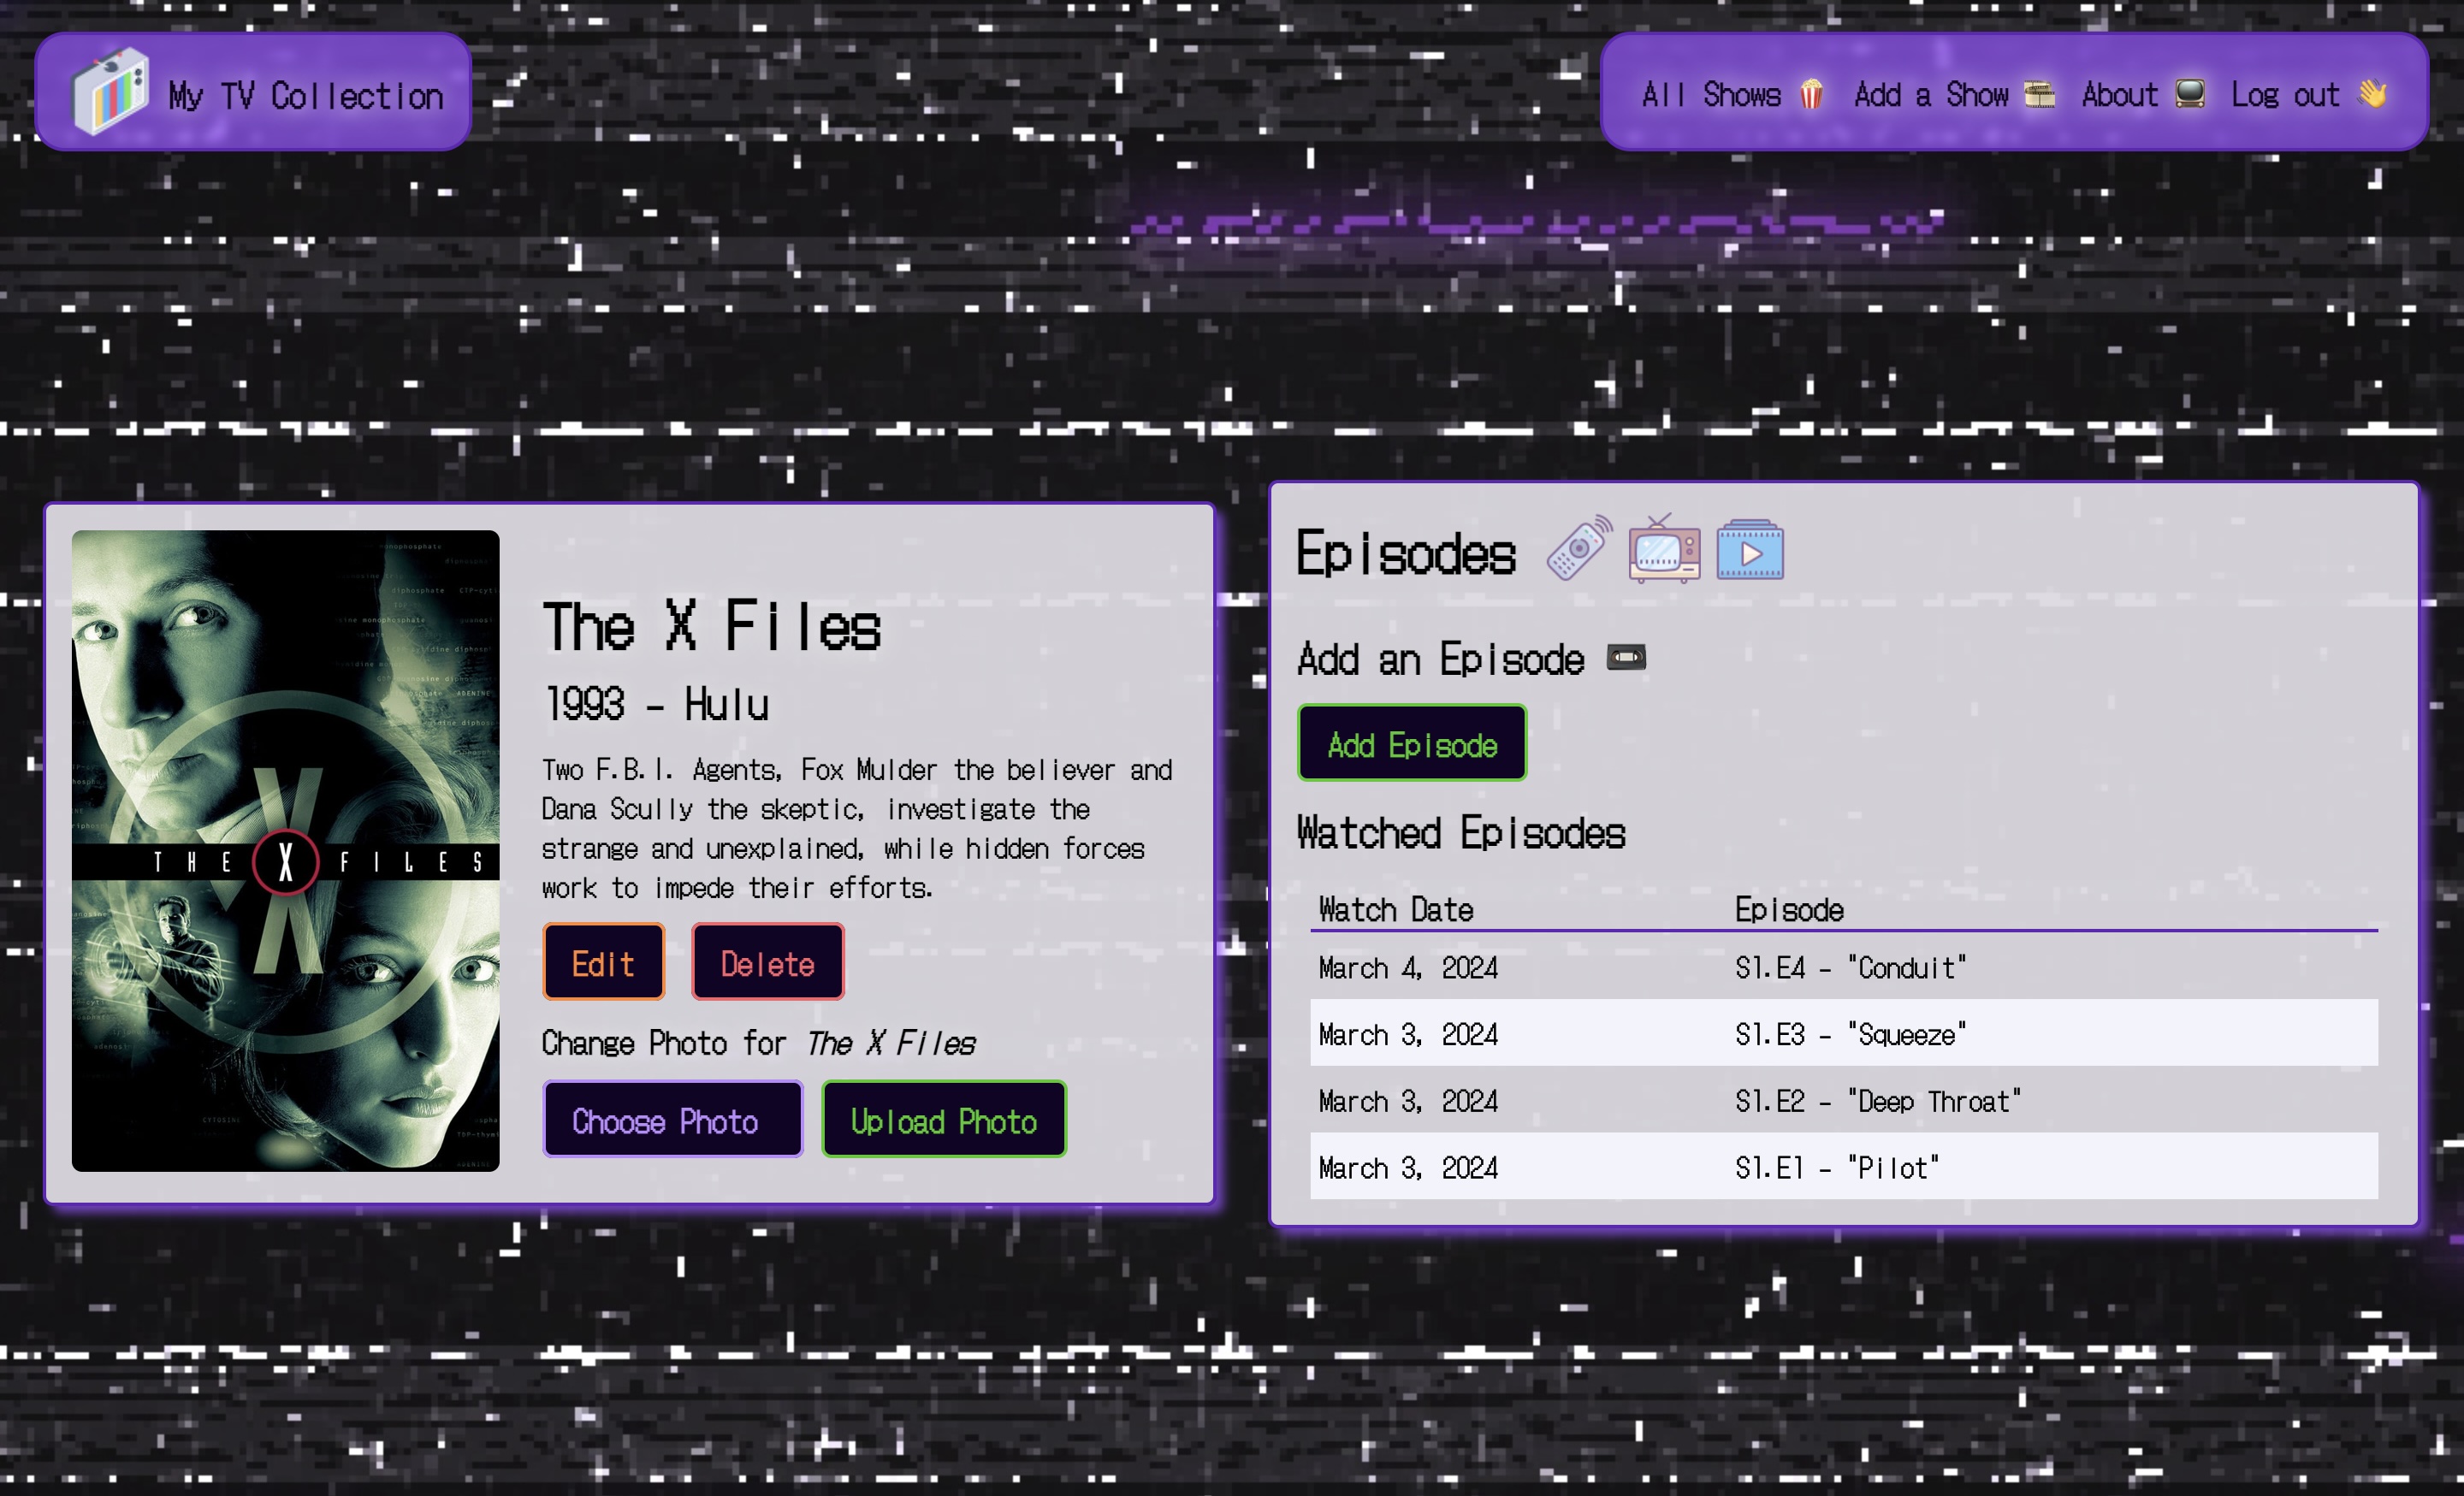 My TV Collection
All Shows 🍿 Add a Show 🎞️ About 📺 Log out 👋
THE X FILES
The X Files
1993 - Hulu
Two F.B.I. Agents, Fox Mulder the believer and
Dana Scully the skeptic, investigate the
strange and unexplained, while hidden forces
work to impede their efforts.
Edit Delete
Change Photo for The X Files
Choose Photo Upload Photo
Episodes
Add an Episode 📼
Add Episode
Watched Episodes
Watch Date Episode
March 4, 2024 S1.E4 - "Conduit"
March 3, 2024 S1.E3 - "Squeeze"
March 3, 2024 S1.E2 - "Deep Throat"
March 3, 2024 S1.E1 - "Pilot"